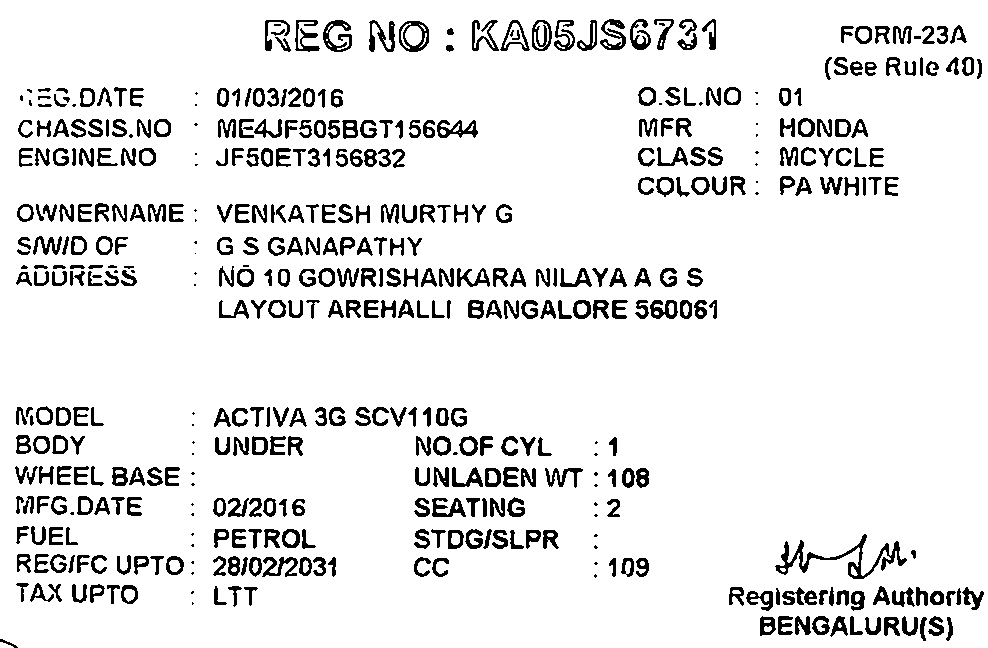 REG NO : KA05JS6731
FORM-23A
(See Rule 40)
REG.DATE : 01/03/2016 O.SL.NO : 01
CHASSIS.NO : ME4JF505BGT156644 MFR : HONDA
ENGINE.NO : JF50ET3156832 CLASS : MCYCLE
COLOUR : PA WHITE
OWNERNAME : VENKATESH MURTHY G
S/W/D OF : G S GANAPATHY
ADDRESS : NO 10 GOWRISHANKARA NILAYA A G S
LAYOUT AREHALLI BANGALORE 560061
MODEL : ACTIVA 3G SCV110G
BODY : UNDER NO.OF CYL : 1
WHEEL BASE : UNLADEN WT : 108
MFG.DATE : 02/2016 SEATING : 2
FUEL : PETROL STDG/SLPR :
REG/FC UPTO : 28/02/2031 CC : 109
TAX UPTO : LTT
Registering Authority
BENGALURU(S)